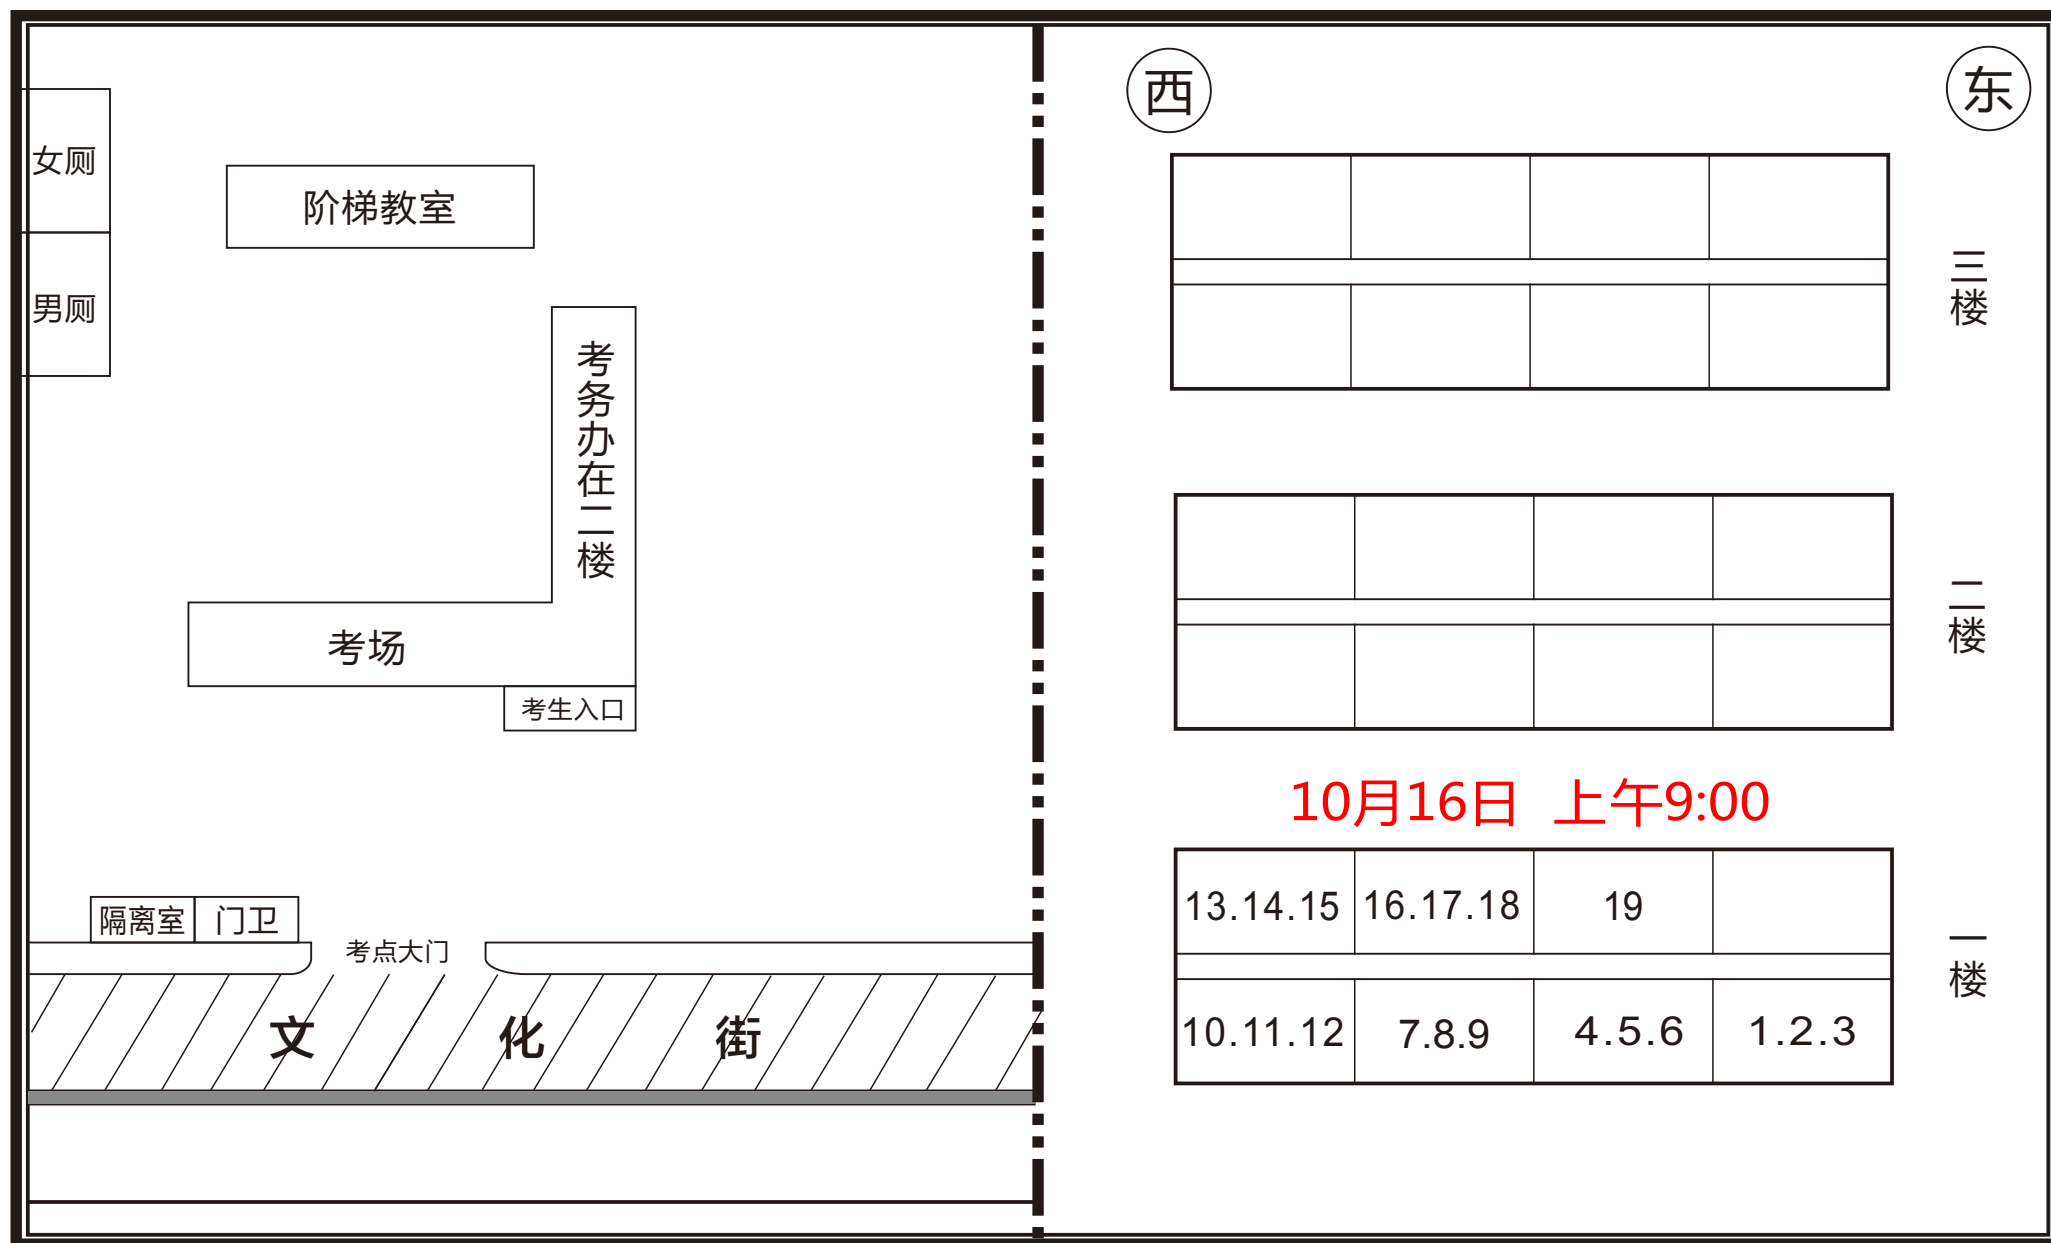 女厕
男厕
阶梯教室
考务办在二楼
考场
考生入口
隔离室
门卫
考点大门
文化街
西
东
三楼
二楼
10月16日 上午9:00
13.14.15
16.17.18
19
10.11.12
7.8.9
4.5.6
1.2.3
一楼